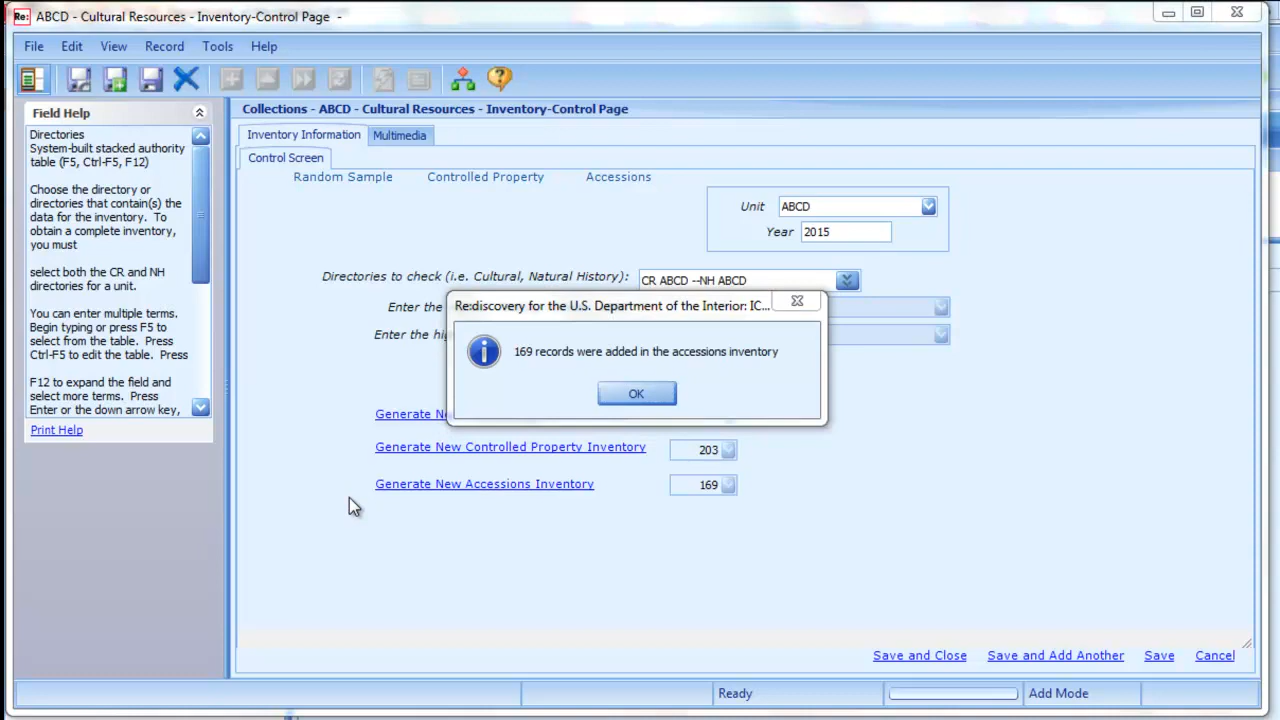 Re: ABCD - Cultural Resources - Inventory-Control Page -
File Edit View Record Tools Help
Field Help
Directories
System-built stacked authority
table (F5, Ctrl-F5, F12)
Choose the directory or
directories that contain(s) the
data for the inventory. To
obtain a complete inventory,
you must
select both the CR and NH
directories for a unit.
You can enter multiple terms.
Begin typing or press F5 to
select from the table. Press
Ctrl-F5 to edit the table. Press
F12 to expand the field and
select more terms. Press
Enter or the down arrow key,
Print Help
Collections - ABCD - Cultural Resources - Inventory-Control Page
Inventory Information Multimedia
Control Screen
Random Sample Controlled Property Accessions
Unit ABCD
Year 2015
Directories to check (i.e. Cultural, Natural History): CR ABCD --NH ABCD
Enter the
Enter the
Re:discovery for the U.S. Department of the Interior: IC...
169 records were added in the accessions inventory
OK
Generate
Generate New Controlled Property Inventory 203
Generate New Accessions Inventory 169
Save and Close Save and Add Another Save Cancel
Ready Add Mode